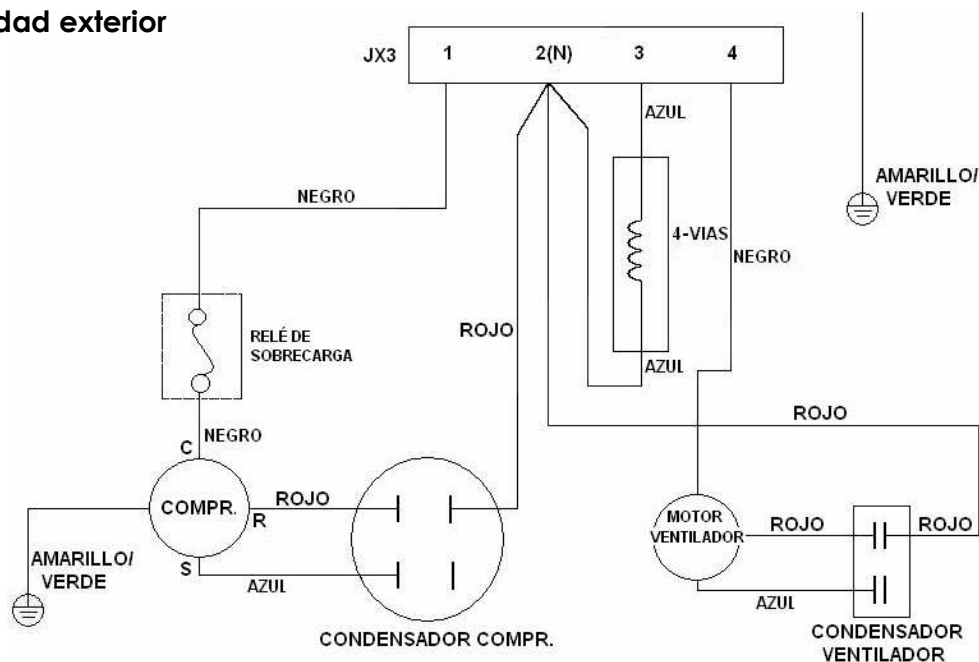 dad exterior
JX3 1 2(N) 3 4
AZUL
AMARILLO/
VERDE
NEGRO
4-VIAS
NEGRO
ROJO
RELÉ DE
SOBRECARGA
AZUL
ROJO
C NEGRO
COMPR. R ROJO
MOTOR
VENTILADOR
ROJO ROJO
AMARILLO/
VERDE
S AZUL
AZUL
CONDENSADOR COMPR.
CONDENSADOR
VENTILADOR